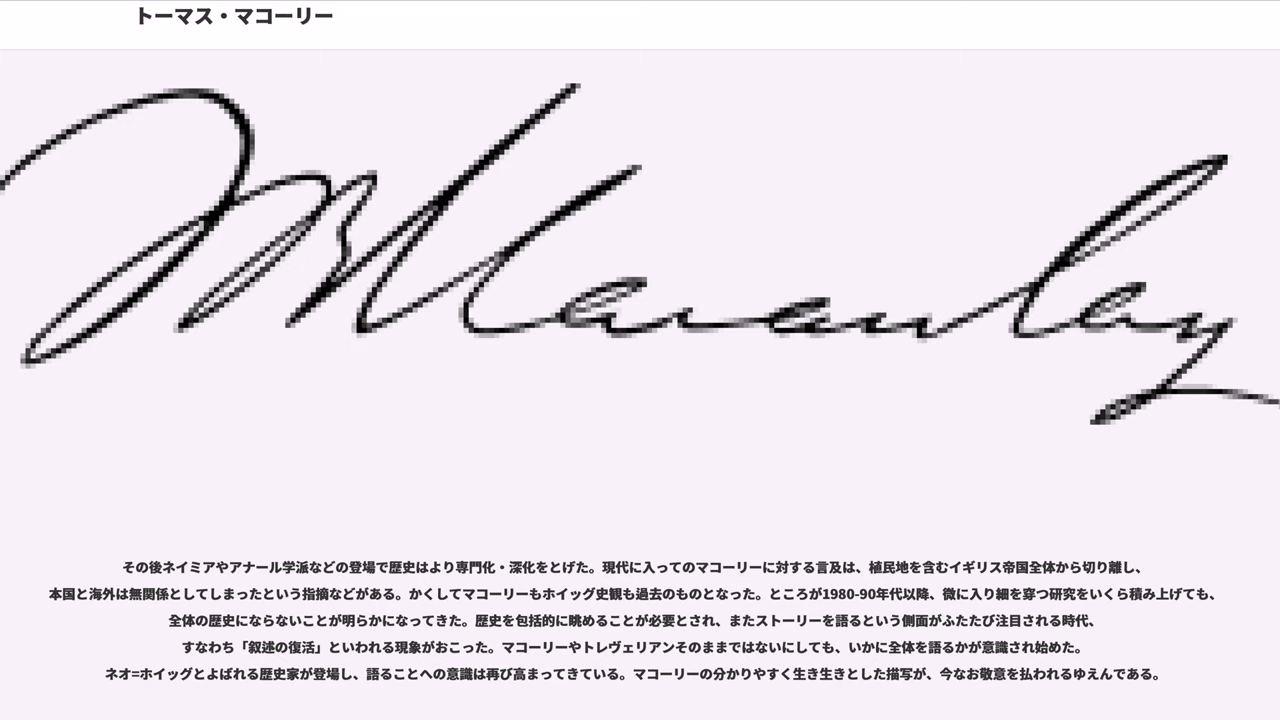 トーマス・マコーリー
TBMacaulay
その後ネイミアやアナール学派などの登場で歴史はより専門化・深化をとげた。現代に入ってのマコーリーに対する言及は、植民地を含むイギリス帝国全体から切り離し、
本国と海外は無関係としてしまったという指摘などがある。かくしてマコーリーもホイッグ史観も過去のものとなった。ところが1980-90年代以降、微に入り細を穿つ研究をいくら積み上げても、
全体の歴史にならないことが明らかになってきた。歴史を包括的に眺めることが必要とされ、またストーリーを語るという側面がふたたび注目される時代、
すなわち「叙述の復活」といわれる現象がおこった。マコーリーやトレヴェリアンそのままではないにしても、いかに全体を語るかが意識され始めた。
ネオ=ホイッグとよばれる歴史家が登場し、語ることへの意識は再び高まってきている。マコーリーの分かりやすく生き生きとした描写が、今なお敬意を払われるゆえんである。